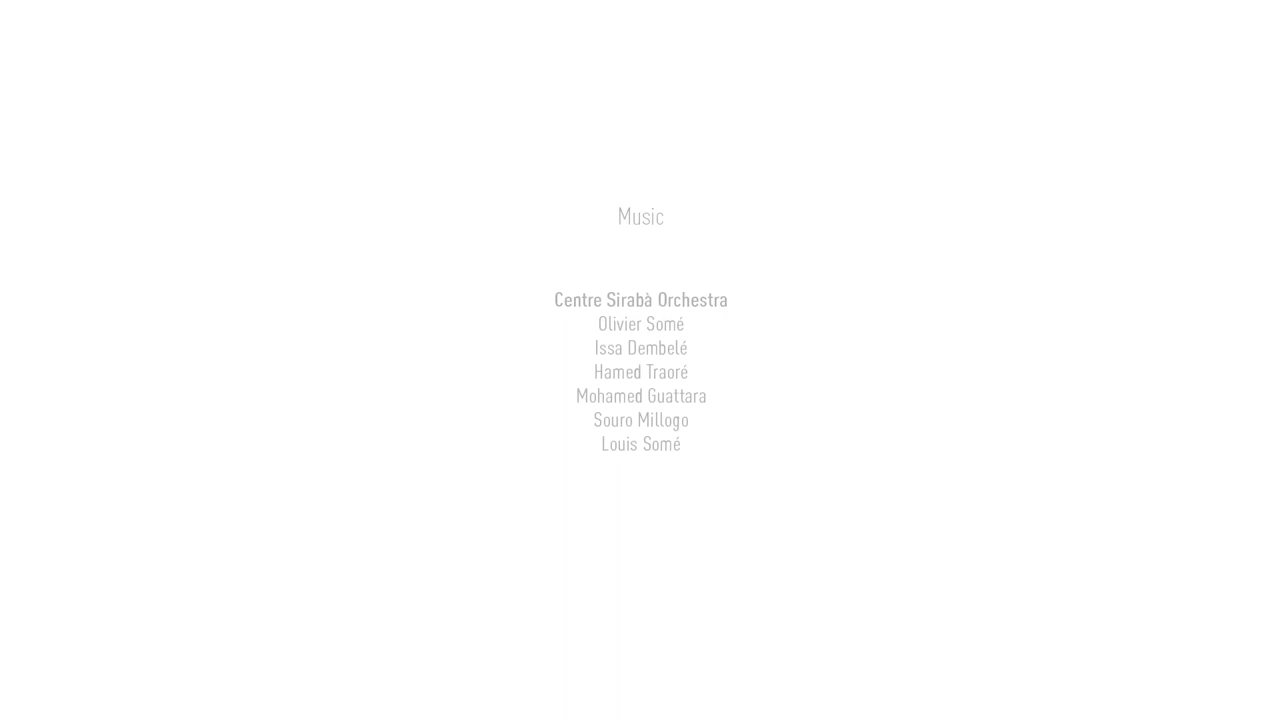 Music
Centre Sirabà Orchestra
Olivier Somé
Issa Dembelé
Hamed Traoré
Mohamed Guattara
Souro Millogo
Louis Somé